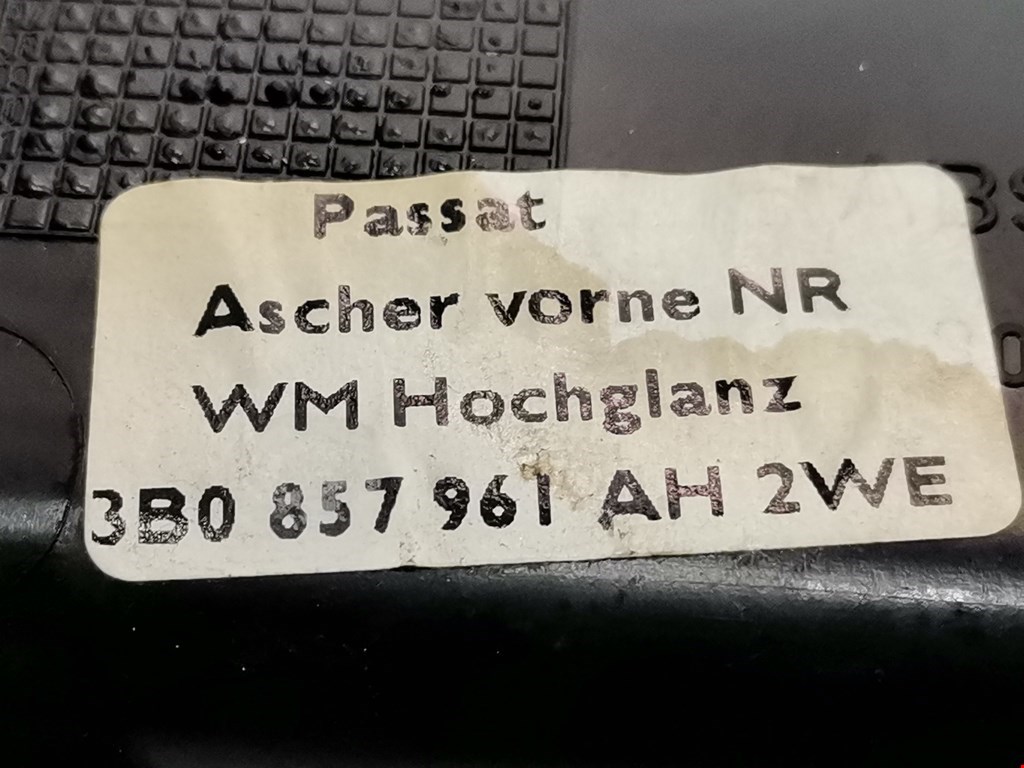 Passat
Ascher vorne NR
WM Hochglanz
3B0 857 961 AH 2WE